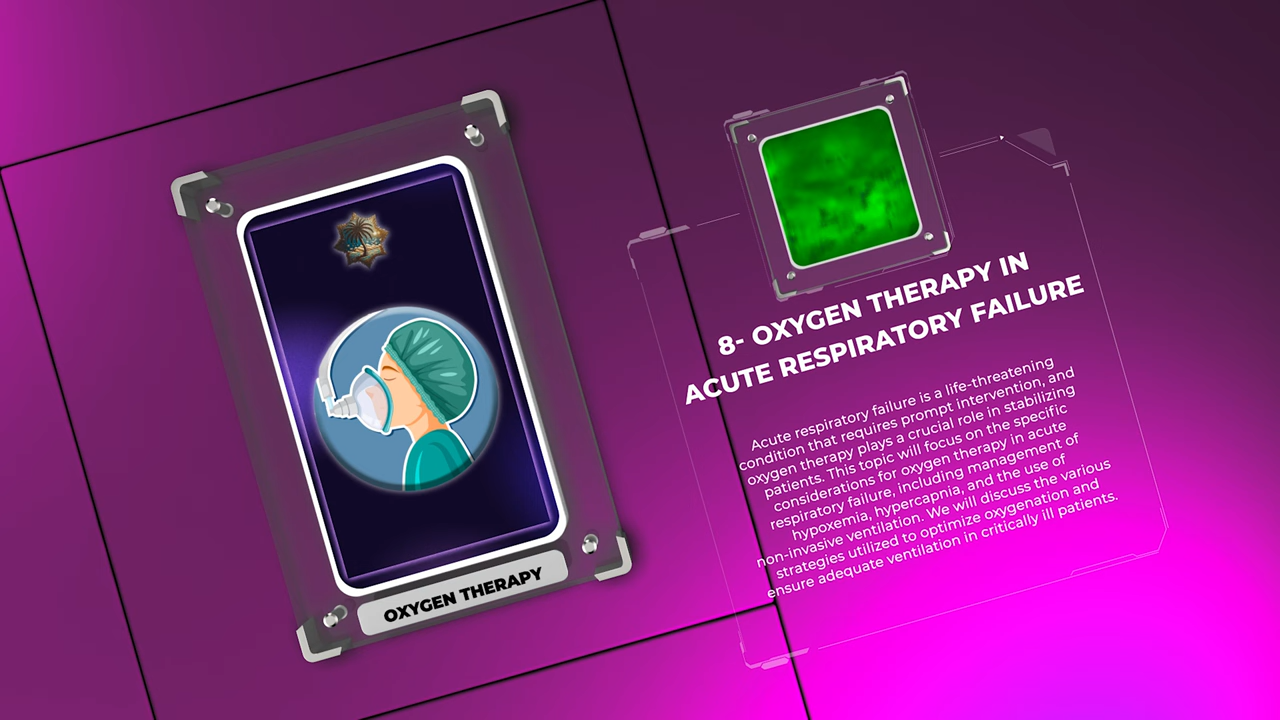 OXYGEN THERAPY
8- OXYGEN THERAPY IN
ACUTE RESPIRATORY FAILURE
Acute respiratory failure is a life-threatening
condition that requires prompt intervention, and
oxygen therapy plays a crucial role in stabilizing
patients. This topic will focus on the specific
considerations for oxygen therapy in acute
respiratory failure, including management of
hypoxemia, hypercapnia, and the use of
non-invasive ventilation. We will discuss the various
strategies utilized to optimize oxygenation and
ensure adequate ventilation in critically ill patients.